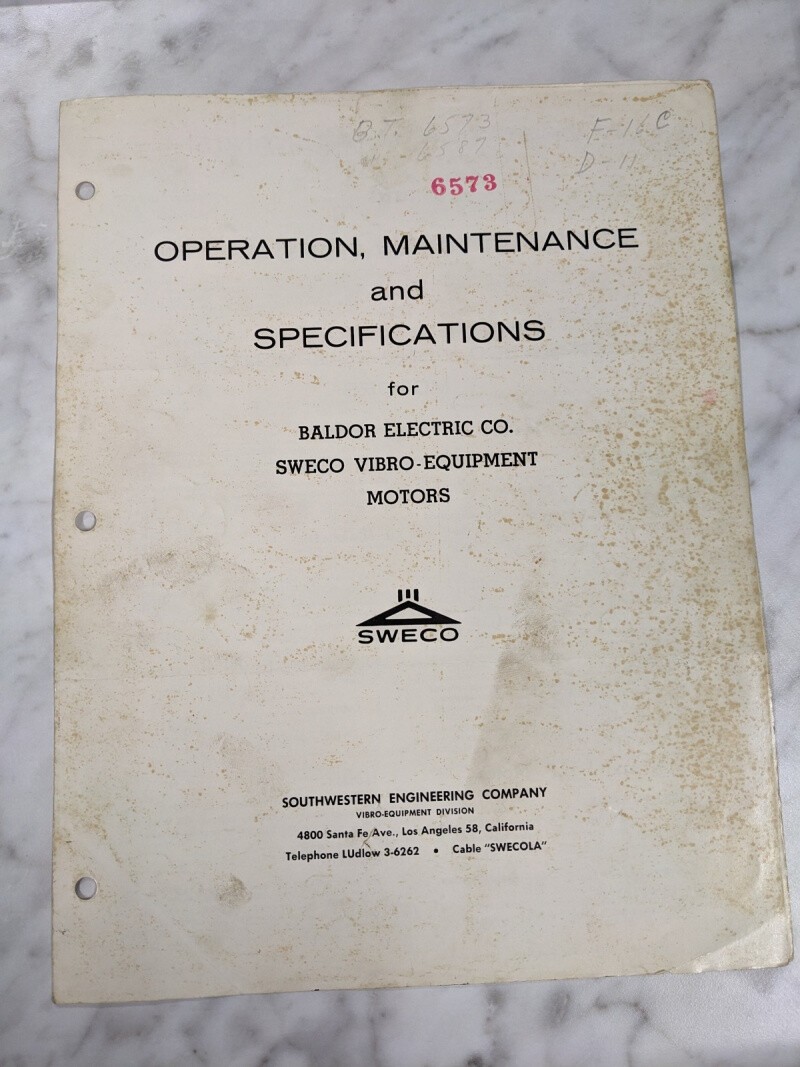 B.T. 6573 F-16C
6587 D-11
6573
OPERATION, MAINTENANCE
and
SPECIFICATIONS
for
BALDOR ELECTRIC CO.
SWECO VIBRO-EQUIPMENT
MOTORS
SWECO
SOUTHWESTERN ENGINEERING COMPANY
VIBRO-EQUIPMENT DIVISION
4800 Santa Fe Ave., Los Angeles 58, California
Telephone LUdlow 3-6262 • Cable "SWECOLA"